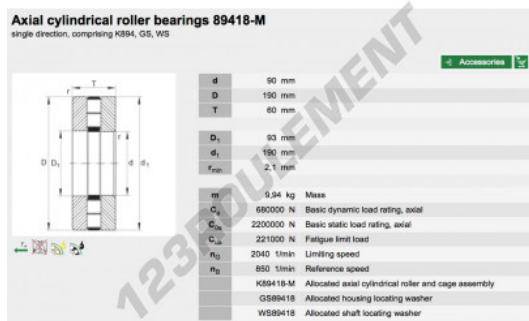 Axial cylindrical roller bearings 89418-M
single direction, comprising K894, GS, WS
Accessories
d 90 mm
D 190 mm
T 60 mm
D1 93 mm
d1 190 mm
rmin 2,1 mm
m 9,94 kg Mass
Ca 680000 N Basic dynamic load rating, axial
C0a 2200000 N Basic static load rating, axial
Cua 221000 N Fatigue limit load
nG 2040 1/min Limiting speed
nB 850 1/min Reference speed
K89418-M Allocated axial cylindrical roller and cage assembly
GS89418 Allocated housing locating washer
WS89418 Allocated shaft locating washer
T
r
r
D D1 d d1
123ROULEMENT